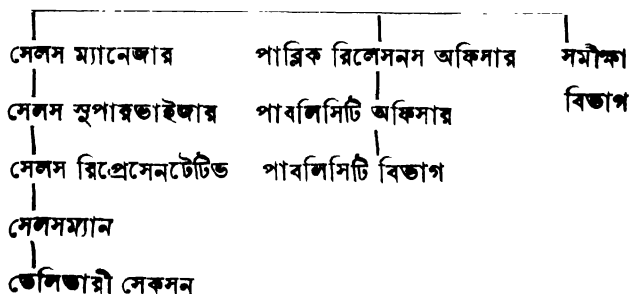 সেলস ম্যানেজার পাব্লিক রিলেসনস অফিসার সমীক্ষা
সেলস সুপারভাইজার পাবলিসিটি অফিসার বিভাগ
সেলস রিপ্রেসেনটেটিভ পাবলিসিটি বিভাগ
সেলসম্যান
ভেলিভারী সেকসন